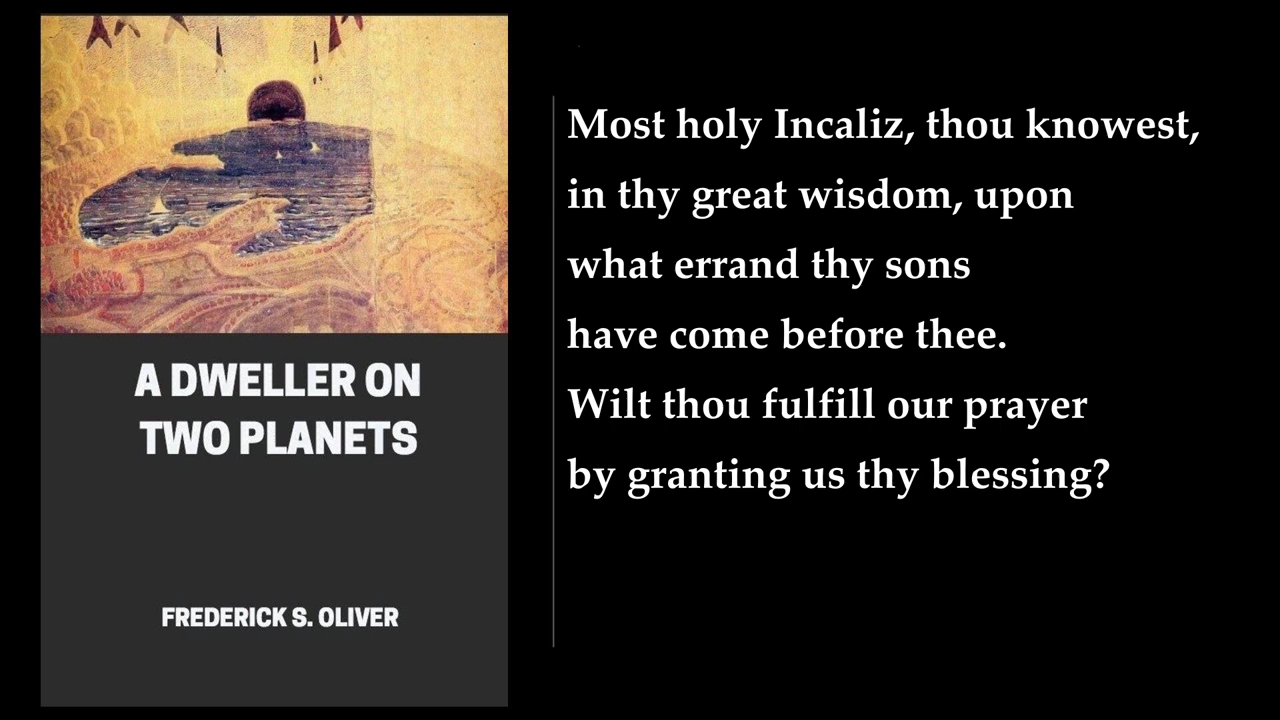 A DWELLER ON
TWO PLANETS
FREDERICK S. OLIVER
Most holy Incaliz, thou knowest,
in thy great wisdom, upon
what errand thy sons
have come before thee.
Wilt thou fulfill our prayer
by granting us thy blessing?